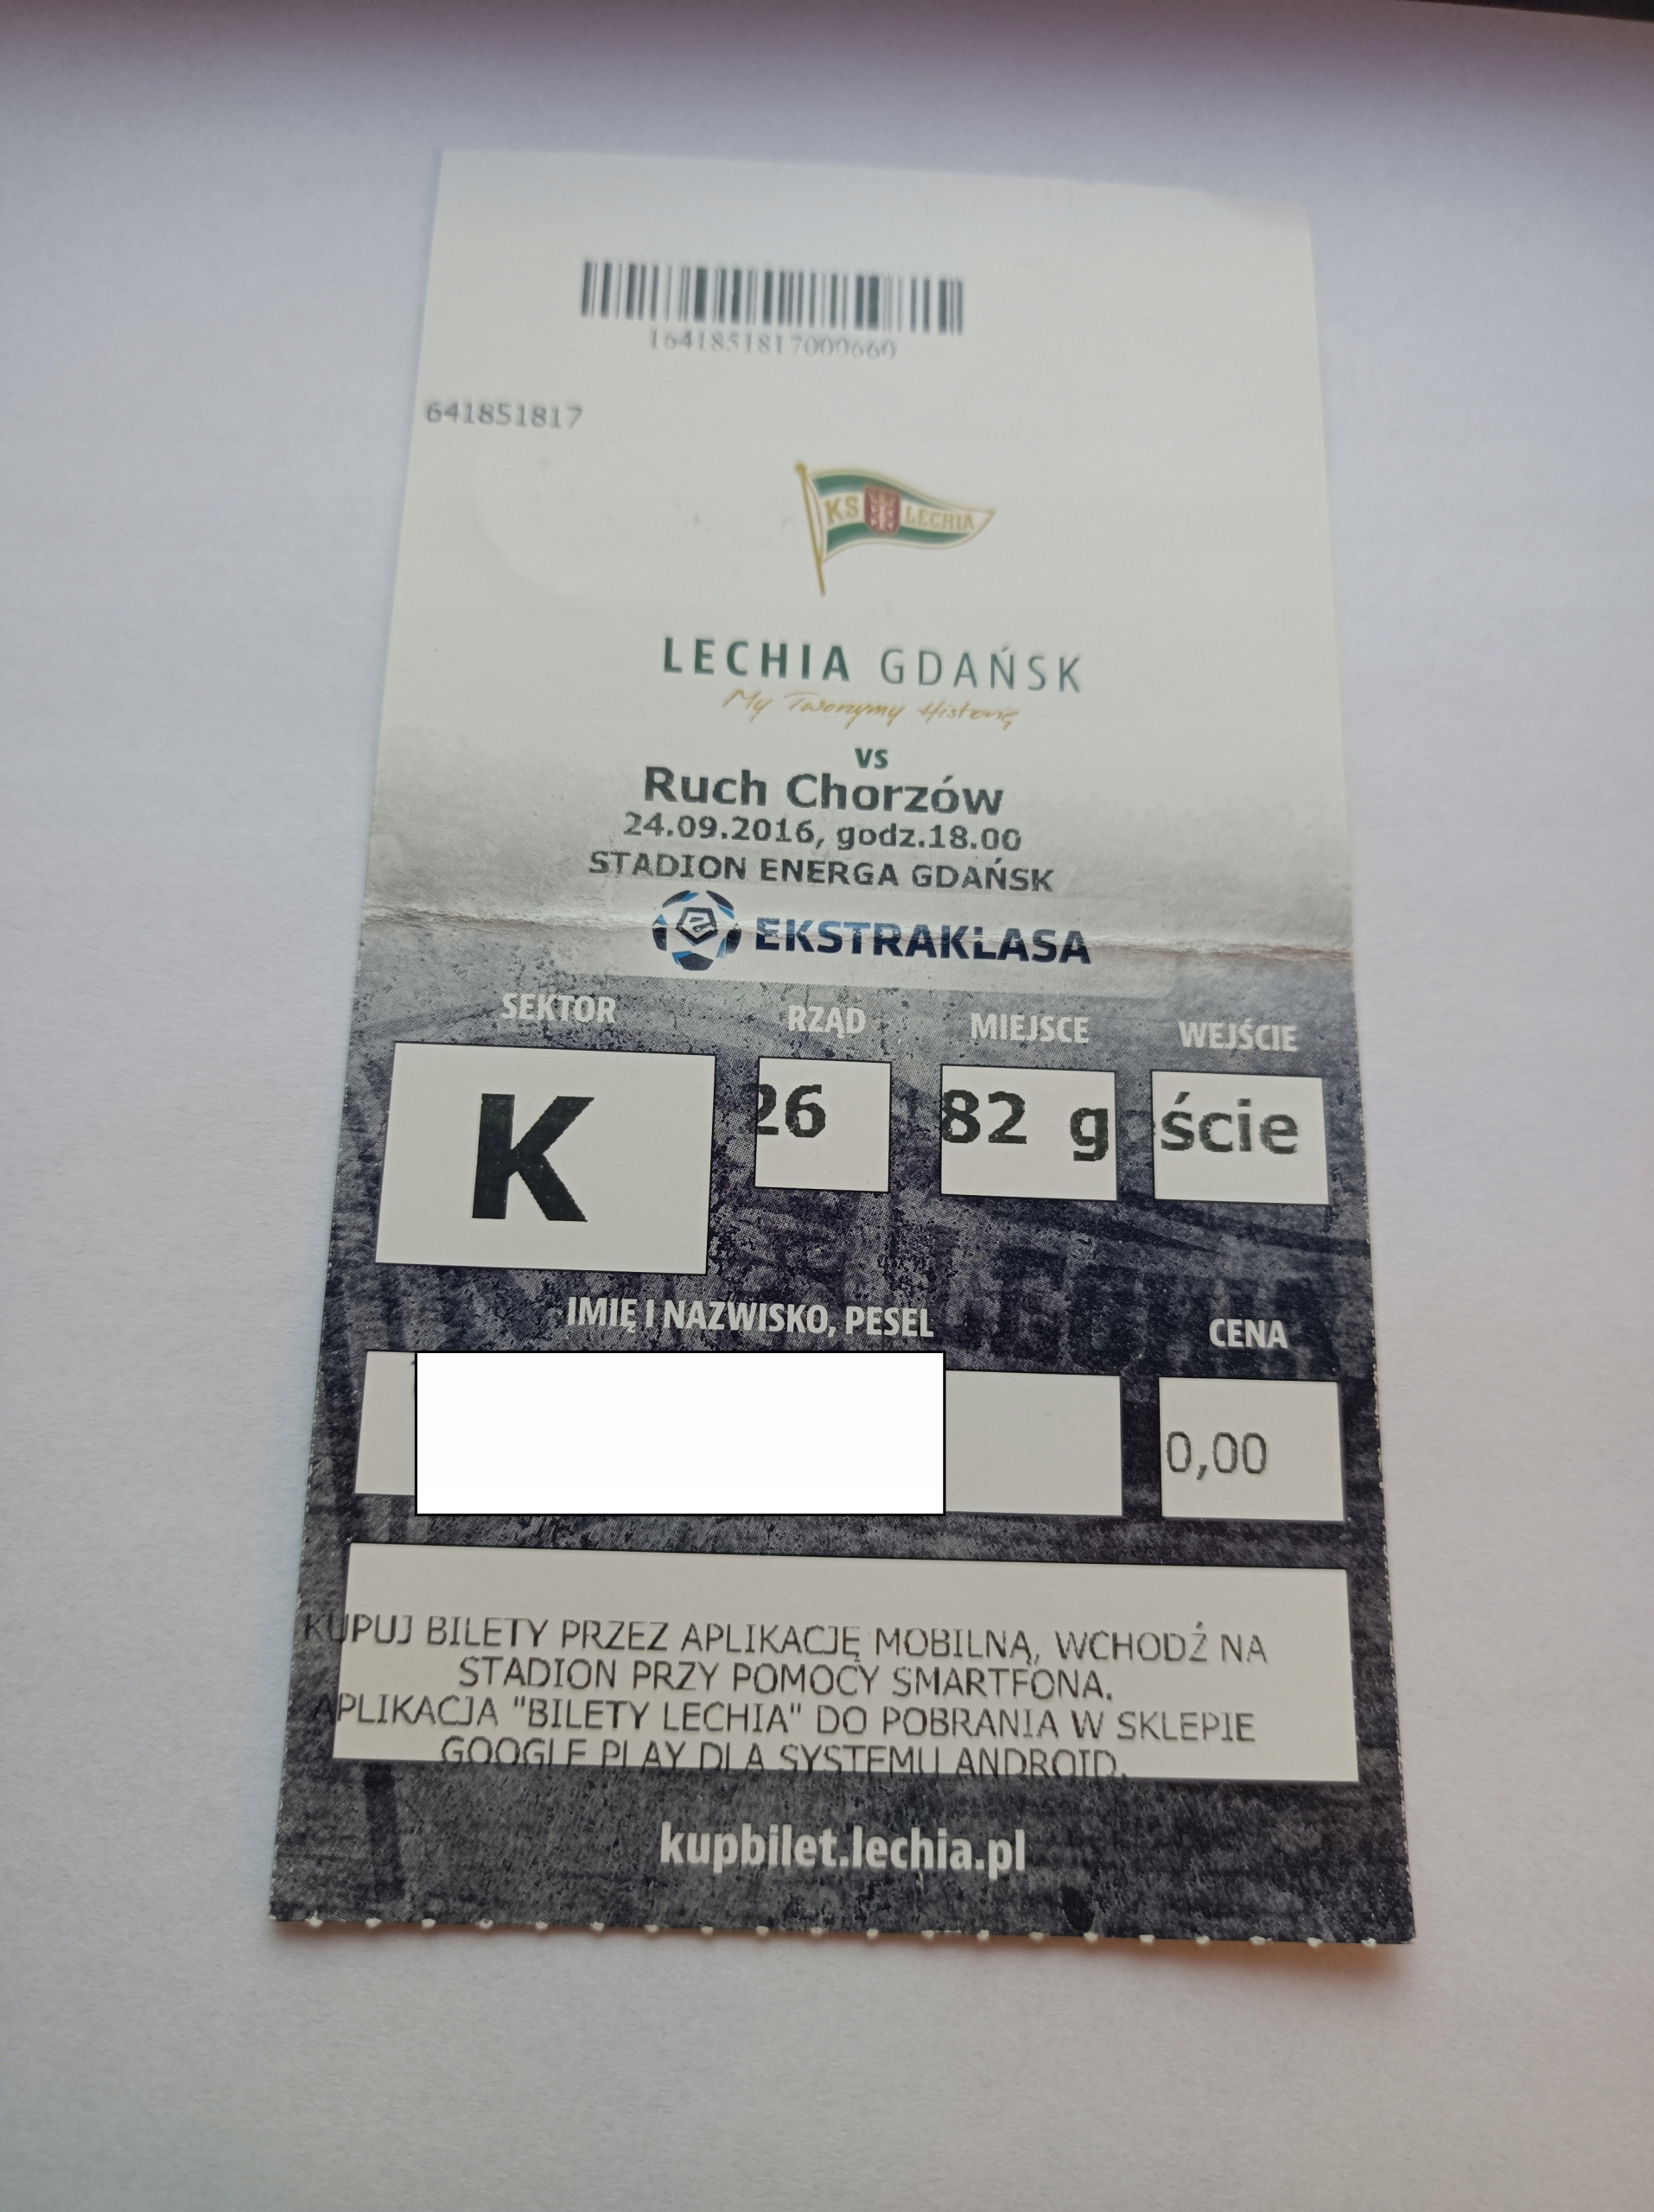 1641851817000660
641851817
KS LECHIA
LECHIA GDAŃSK
My Tworzymy Historię
vs
Ruch Chorzów
24.09.2016, godz.18.00
STADION ENERGA GDAŃSK
EKSTRAKLASA
SEKTOR RZĄD MIEJSCE WEJŚCIE
K 26 82 goście
IMIĘ I NAZWISKO, PESEL CENA
0,00
KUPUJ BILETY PRZEZ APLIKACJĘ MOBILNĄ, WCHODŹ NA
STADION PRZY POMOCY SMARTFONA.
APLIKACJA "BILETY LECHIA" DO POBRANIA W SKLEPIE
GOOGLE PLAY DLA SYSTEMU ANDROID.
kupbilet.lechia.pl